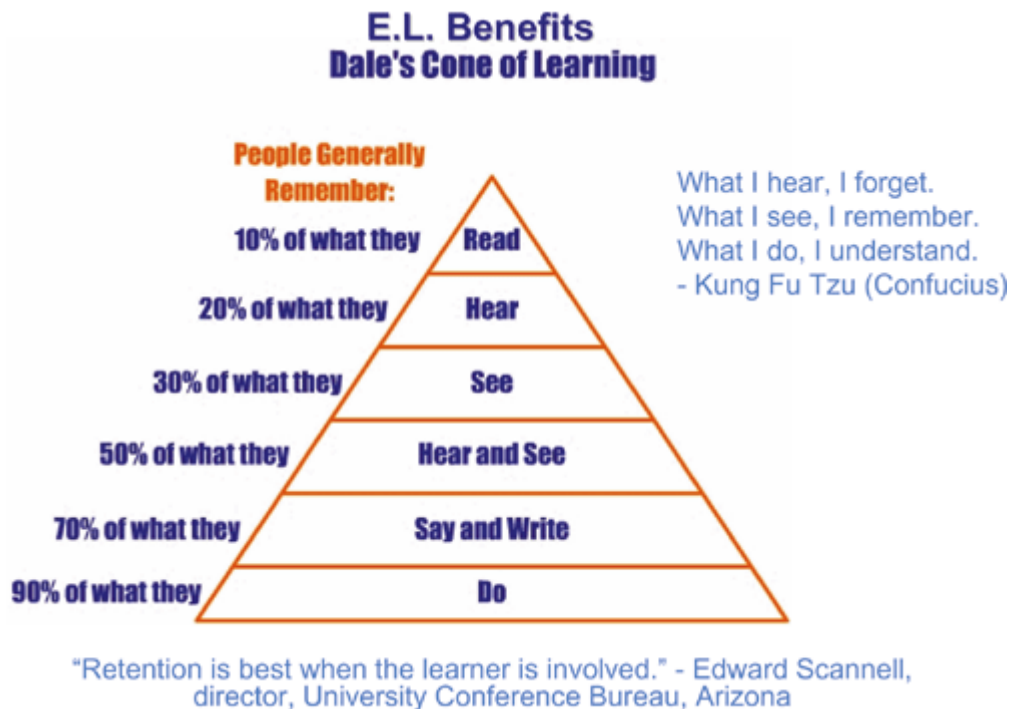 E.L. Benefits
Dale's Cone of Learning
People Generally
Remember:
10% of what they Read
20% of what they Hear
30% of what they See
50% of what they Hear and See
70% of what they Say and Write
90% of what they Do
What I hear, I forget.
What I see, I remember.
What I do, I understand.
- Kung Fu Tzu (Confucius)
“Retention is best when the learner is involved.” - Edward Scannell,
director, University Conference Bureau, Arizona